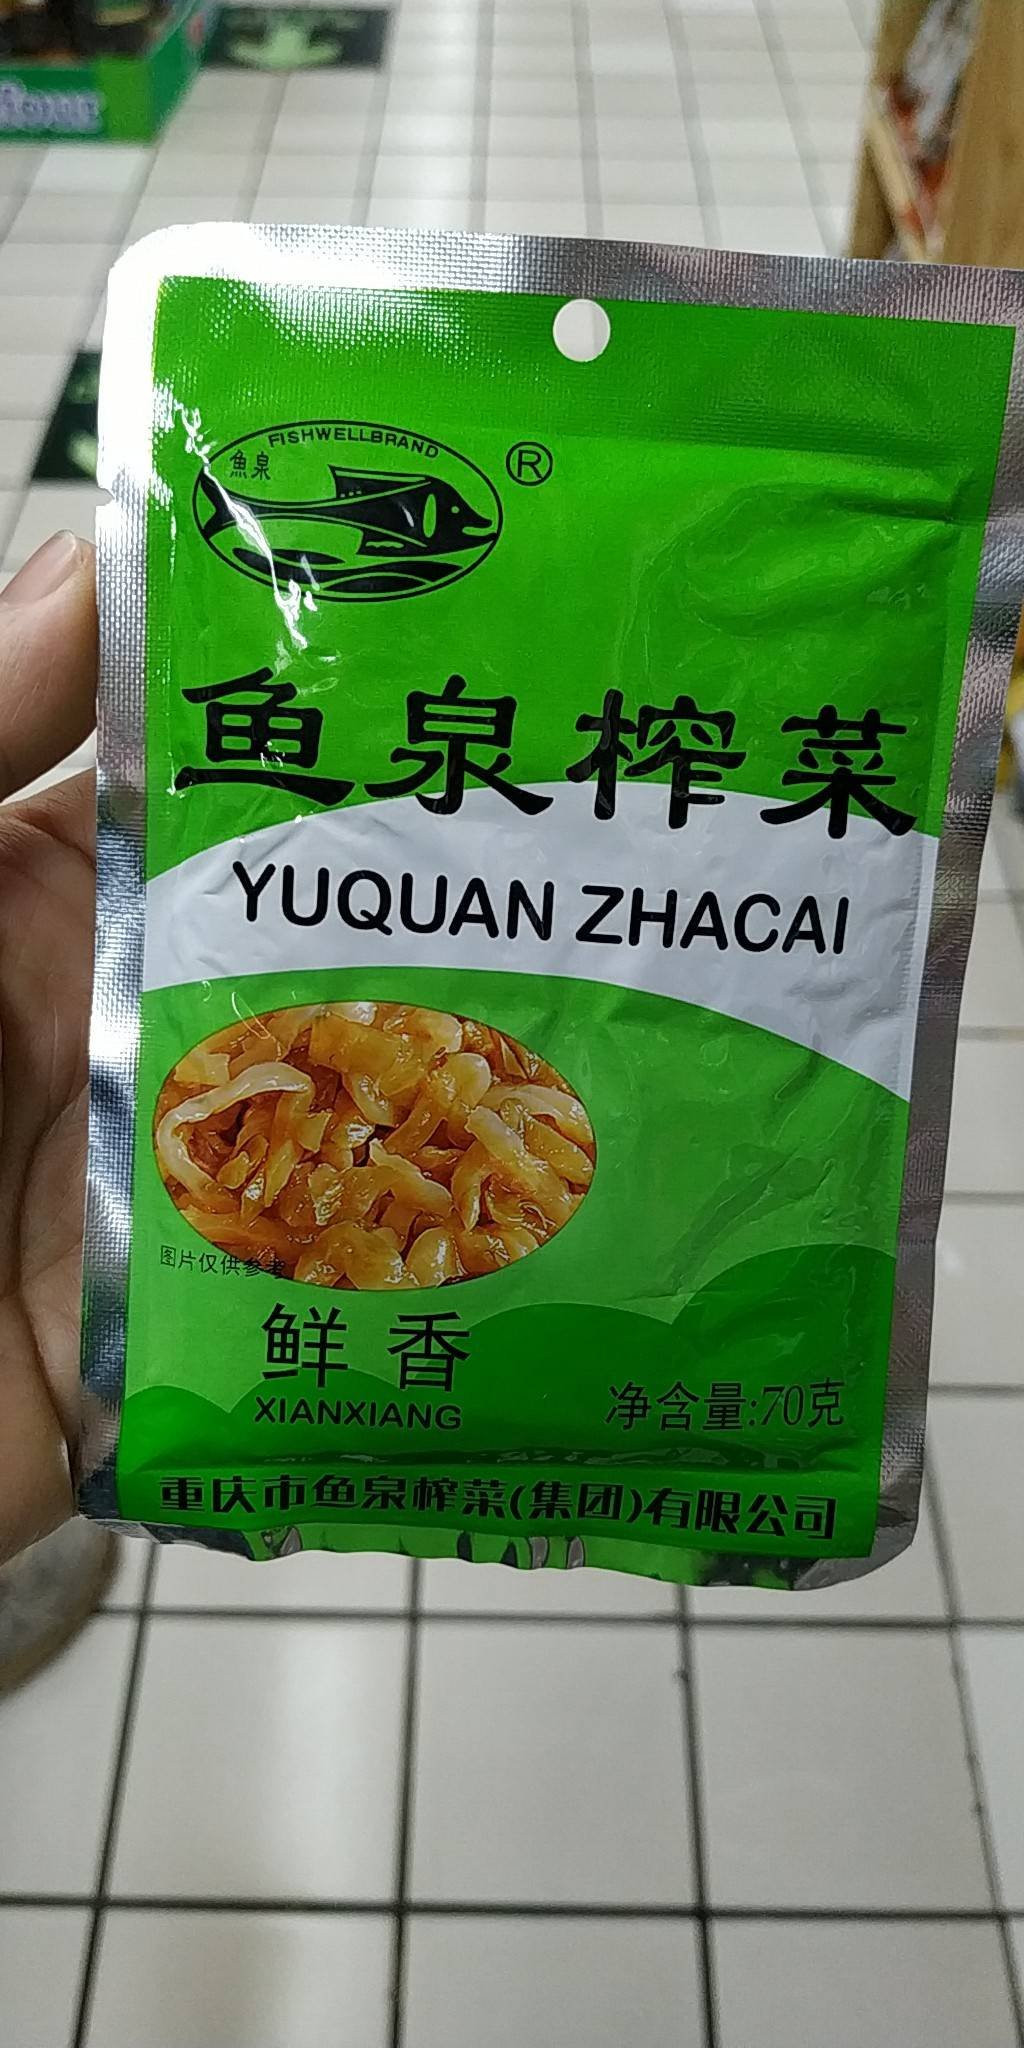 FISHWELLBRAND
魚泉
®
鱼泉榨菜
YUQUAN ZHACAI
图片仅供参考
鲜香
XIANXIANG
净含量:70克
重庆市鱼泉榨菜(集团)有限公司